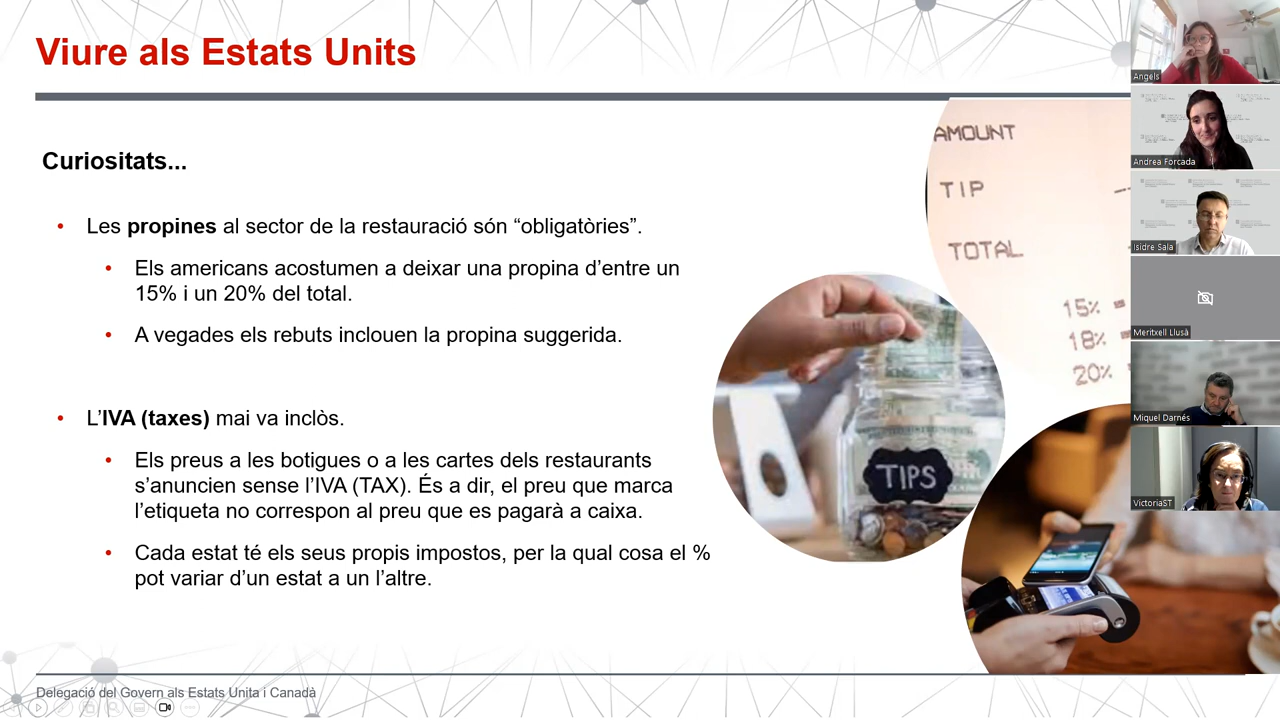 Viure als Estats Units
Curiositats...
• Les propines al sector de la restauració són “obligatòries”.
• Els americans acostumen a deixar una propina d’entre un
15% i un 20% del total.
• A vegades els rebuts inclouen la propina suggerida.
• L’IVA (taxes) mai va inclòs.
• Els preus a les botigues o a les cartes dels restaurants
s’anuncien sense l’IVA (TAX). És a dir, el preu que marca
l’etiqueta no correspon al preu que es pagarà a caixa.
• Cada estat té els seus propis impostos, per la qual cosa el %
pot variar d’un estat a un l’altre.
AMOUNT
TIP
TOTAL
15% =
18% =
20%
TIPS
Delegació del Govern als Estats Units i Canadà
Angels
Andrea Forcada
Isidre Sala
Meritxell Llusà
Miquel Darnés
VictoriaST